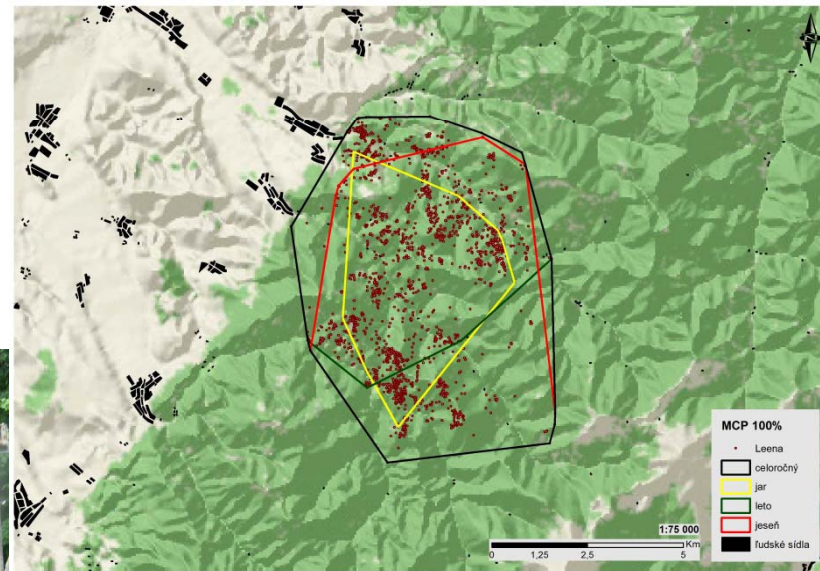 MCP 100%
Leena
celoročný
jar
leto
jeseň
ľudské sídla
1:75 000
Km
0 1,25 2,5 5